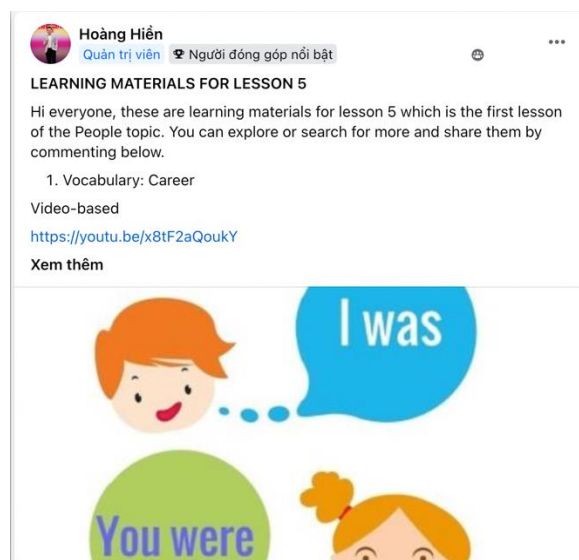 Hoàng Hiền
Quản trị viên Người đóng góp nổi bật
LEARNING MATERIALS FOR LESSON 5
Hi everyone, these are learning materials for lesson 5 which is the first lesson
of the People topic. You can explore or search for more and share them by
commenting below.
1. Vocabulary: Career
Video-based
https://youtu.be/x8tF2aQoukY
Xem thêm
I was
You were